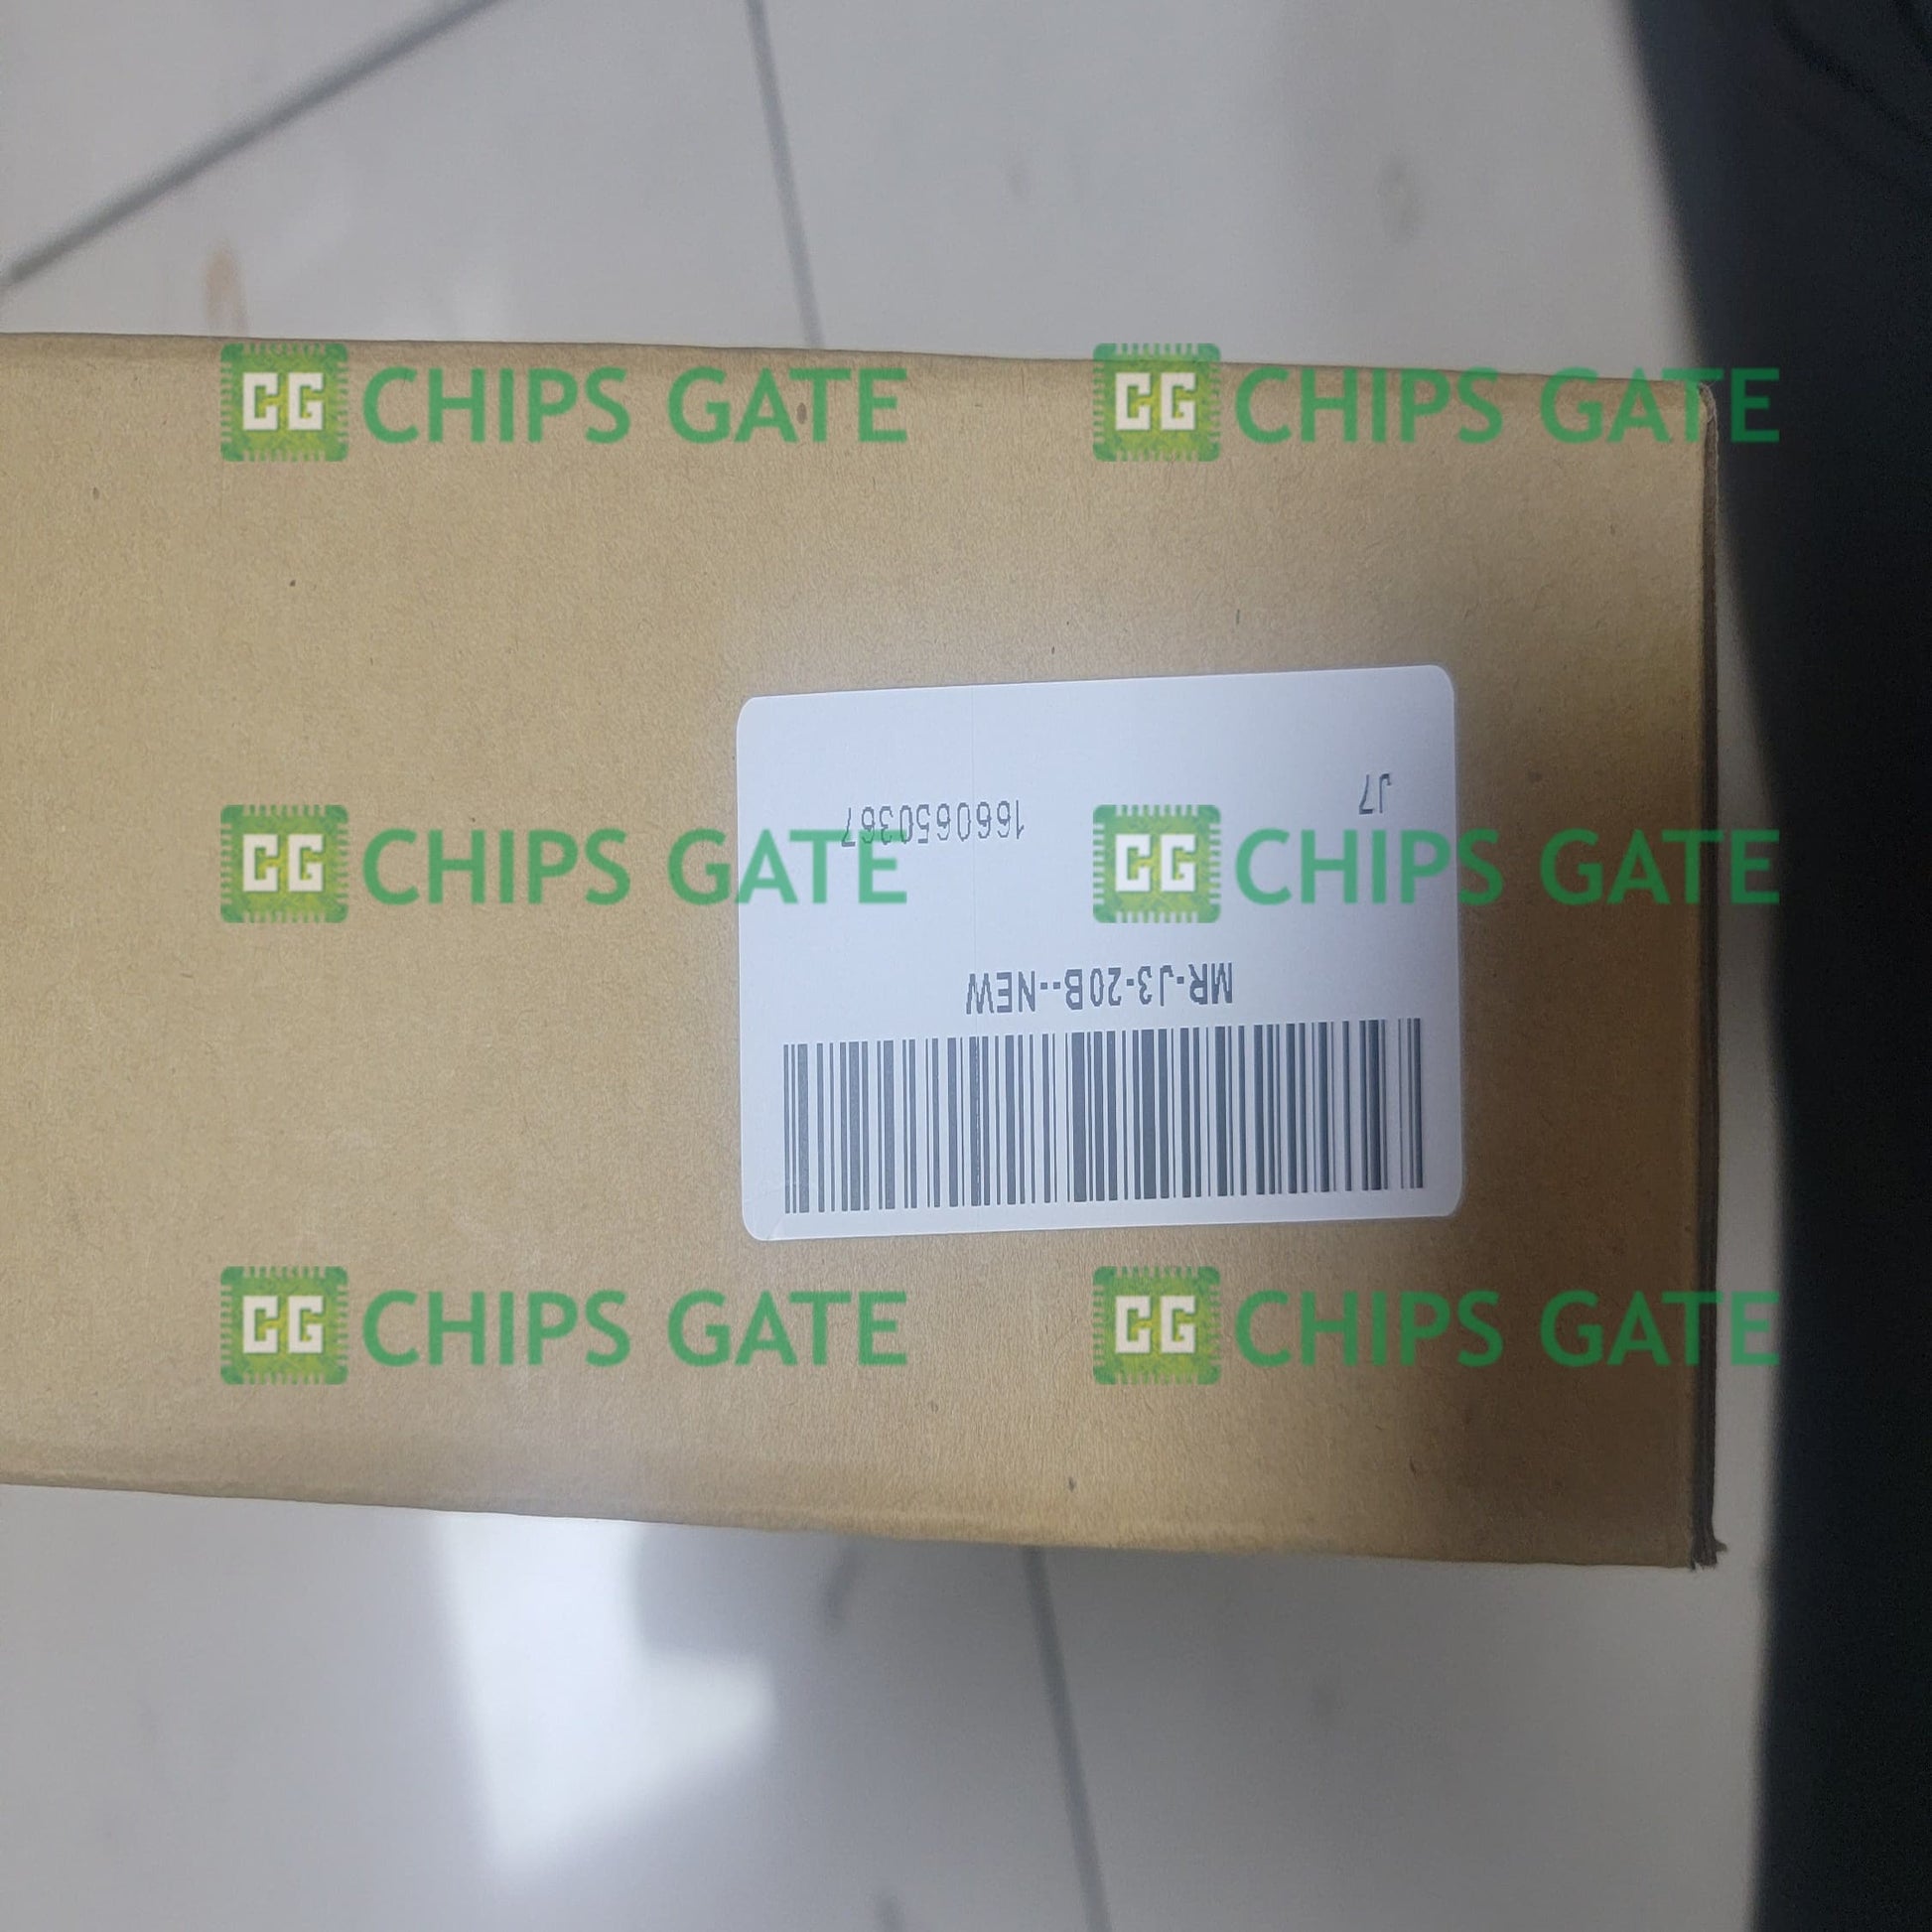 CG CHIPS GATE CG CHIPS GATE
CG CHIPS GATE CG CHIPS GATE
CG CHIPS GATE CG CHIPS GATE
MR-J3-20B--NEW
1660650367
J7